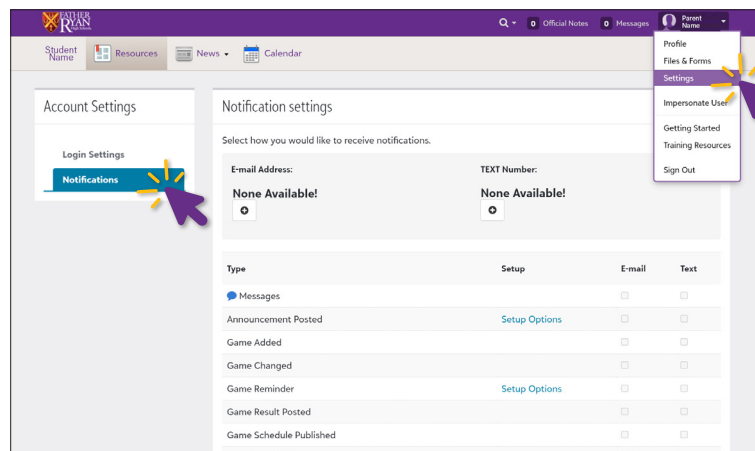 FATHER
RYAN
High School
0 Official Notes
0 Messages
Parent
Name
Student
Name
Resources
News
Calendar
Profile
Files & Forms
Settings
Impersonate User
Getting Started
Training Resources
Sign Out
Account Settings
Login Settings
Notifications
Notification settings
Select how you would like to receive notifications.
E-mail Address:
TEXT Number:
None Available!
None Available!
Type Setup E-mail Text
Messages
Announcement Posted Setup Options
Game Added
Game Changed
Game Reminder Setup Options
Game Result Posted
Game Schedule Published